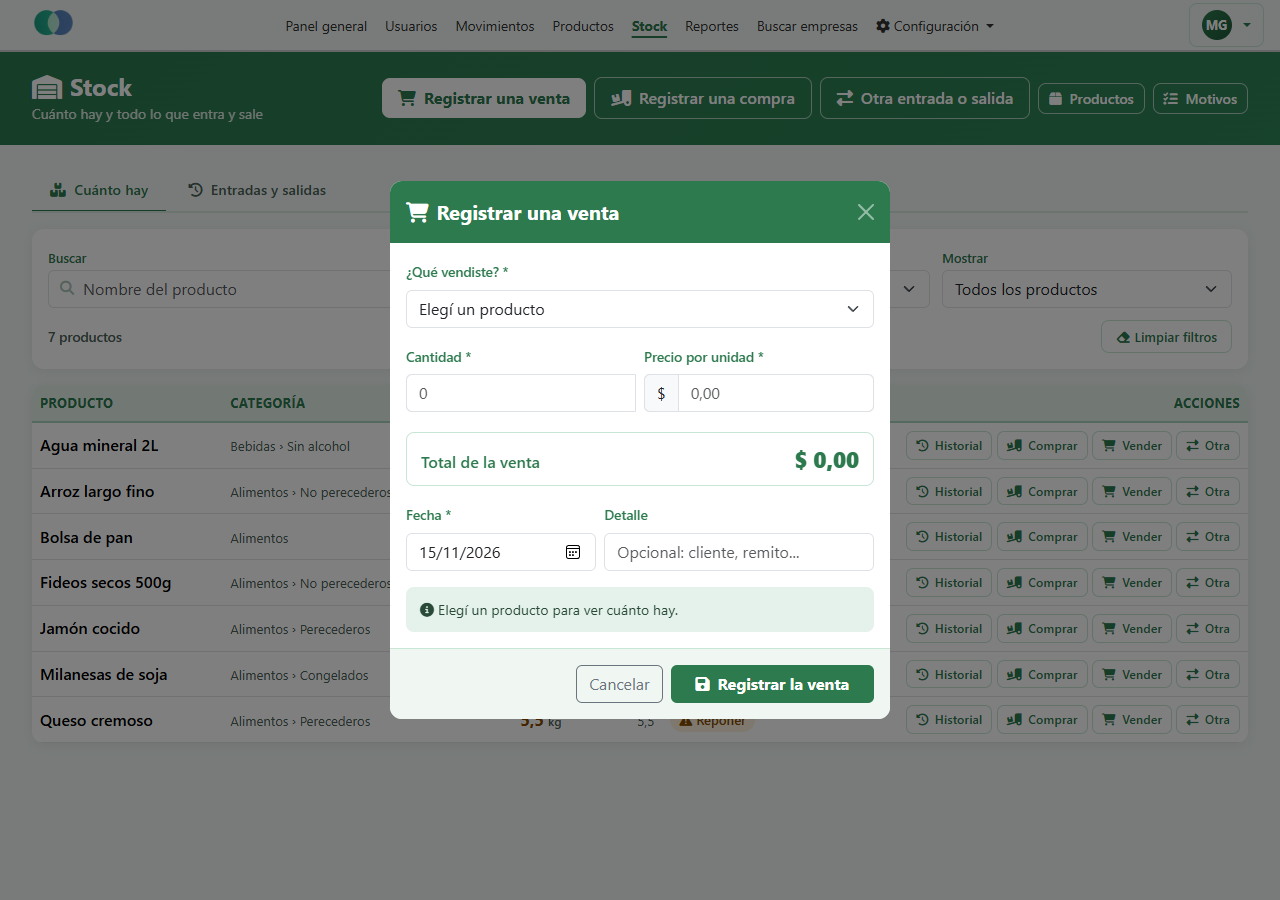 Panel general Usuarios Movimientos Productos Stock Reportes Buscar empresas Configuración MG
Stock
Cuánto hay y todo lo que entra y sale
Registrar una venta Registrar una compra Otra entrada o salida Productos Motivos
Cuánto hay Entradas y salidas
Buscar
Nombre del producto
7 productos
Mostrar
Todos los productos
Limpiar filtros
PRODUCTO CATEGORÍA ACCIONES
Agua mineral 2L Bebidas › Sin alcohol Historial Comprar Vender Otra
Arroz largo fino Alimentos › No perecederos Historial Comprar Vender Otra
Bolsa de pan Alimentos Historial Comprar Vender Otra
Fideos secos 500g Alimentos › No perecederos Historial Comprar Vender Otra
Jamón cocido Alimentos › Perecederos Historial Comprar Vender Otra
Milanesas de soja Alimentos › Congelados Historial Comprar Vender Otra
Queso cremoso Alimentos › Perecederos 5,5 kg 5,5 Reponer Historial Comprar Vender Otra
Registrar una venta
¿Qué vendiste? *
Elegí un producto
Cantidad * Precio por unidad *
0 $ 0,00
Total de la venta $ 0,00
Fecha * Detalle
15/11/2026 Opcional: cliente, remito...
Elegí un producto para ver cuánto hay.
Cancelar Registrar la venta